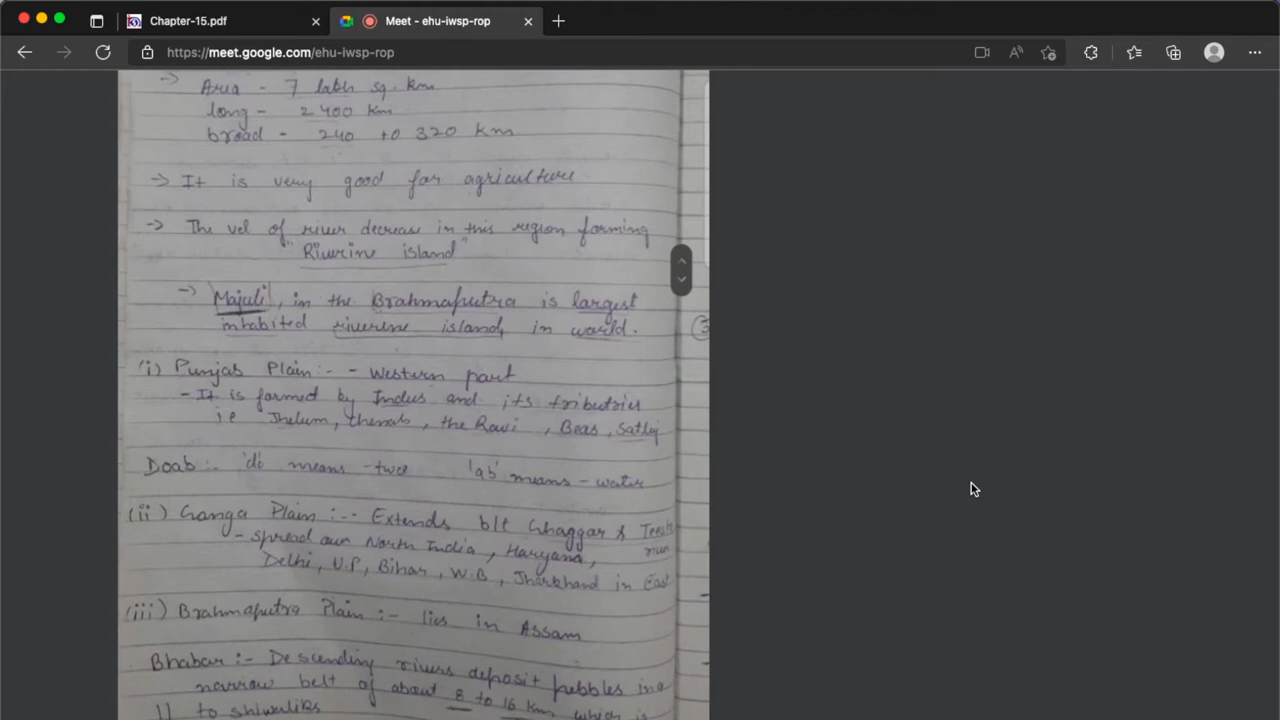 Chapter-15.pdf
Meet - ehu-iwsp-rop
https://meet.google.com/ehu-iwsp-rop
→ Area - 7 lakh sq. km
long - 2400 km
broad - 240 to 320 km
→ It is very good for agriculture
→ The vel of river decrease in this region forming
"Riverine island"
→ Majuli, in the Brahmaputra is largest
inhabited riverine island, in world.
(i) Punjab Plain :- - Western part
- It is formed by Indus and its tributries
i.e Jhelum, chenab, the Ravi, Beas, Satluj
Doab :- 'do' means - two 'ab' means - water
(ii) Ganga Plain :-- Extends b/t Ghaggar & Teesta
- spread over North India, Haryana, river
Delhi, U.P, Bihar, W.B, Jharkhand in East
(iii) Brahmaputra Plain :- lies in Assam
Bhabar :- Descending rivers deposit pebbles in a
narrow belt of about 8 to 16 km which is
11 to shiwaliks